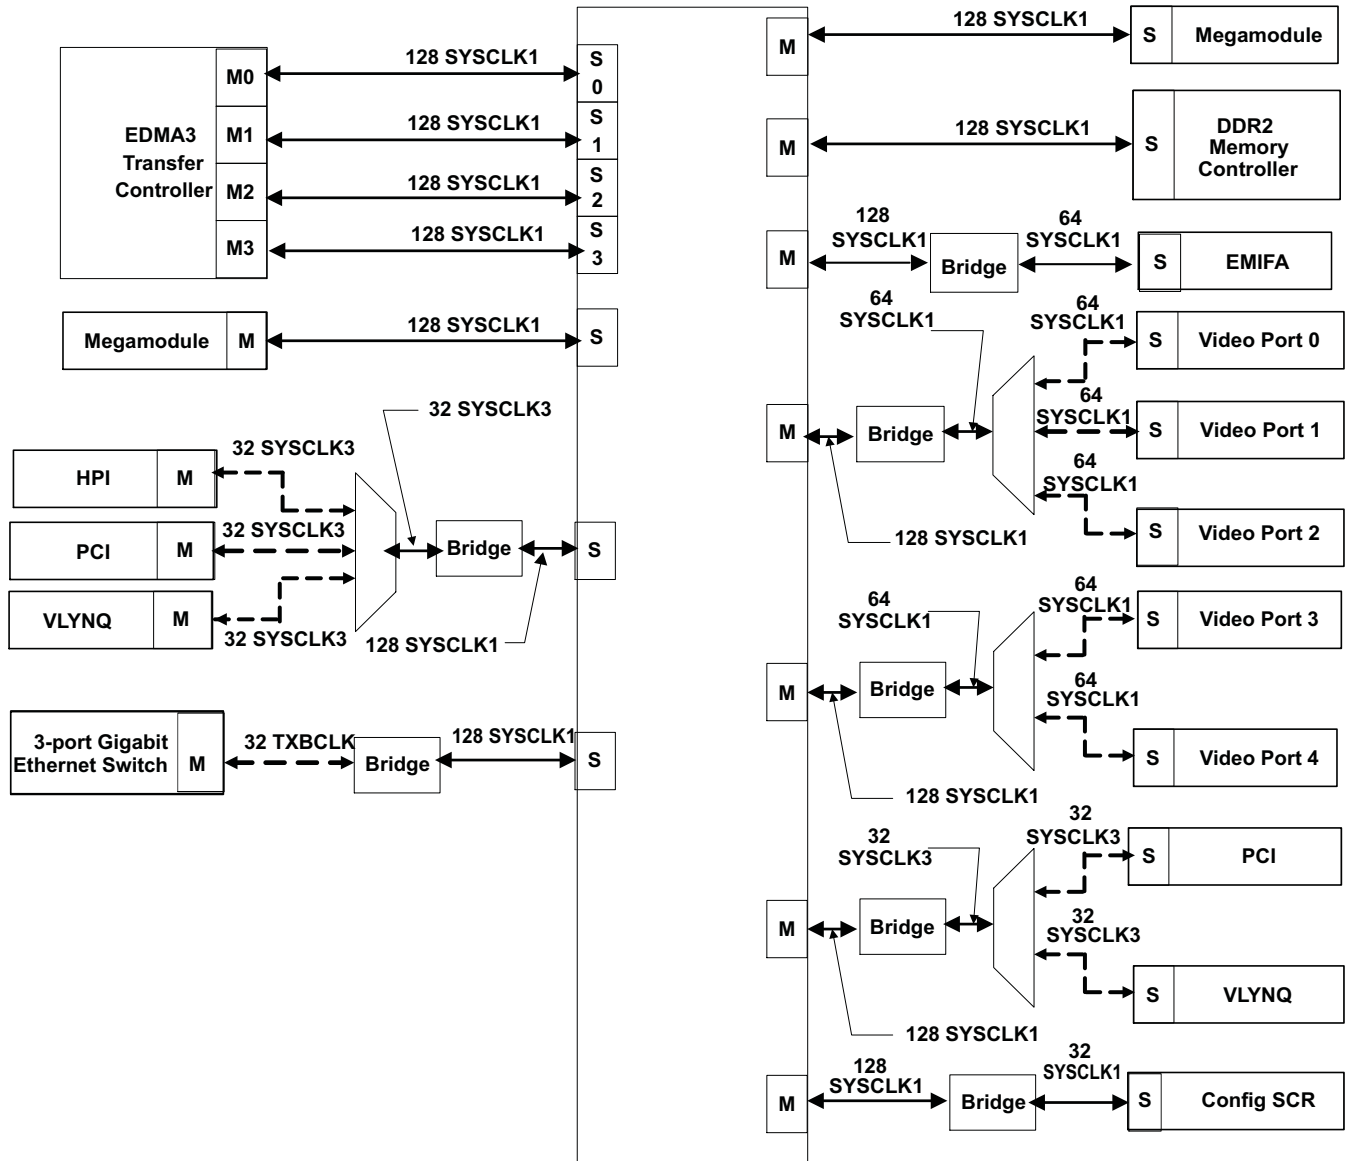 EDMA3
Transfer
Controller
M0
M1
M2
M3
128 SYSCLK1
128 SYSCLK1
128 SYSCLK1
128 SYSCLK1
S
0
S
1
S
2
S
3
Megamodule
M
128 SYSCLK1
S
HPI
M
32 SYSCLK3
PCI
M
32 SYSCLK3
VLYNQ
M
32 SYSCLK3
32 SYSCLK3
Bridge
128 SYSCLK1
S
3-port Gigabit
Ethernet Switch
M
32 TXBCLK
Bridge
128 SYSCLK1
S
M
128 SYSCLK1
S
Megamodule
M
128 SYSCLK1
S
DDR2
Memory
Controller
M
128
SYSCLK1
Bridge
64
SYSCLK1
S
EMIFA
M
128 SYSCLK1
Bridge
64
SYSCLK1
64
SYSCLK1
S
Video Port 0
64
SYSCLK1
S
Video Port 1
64
SYSCLK1
S
Video Port 2
M
128 SYSCLK1
Bridge
64
SYSCLK1
64
SYSCLK1
S
Video Port 3
64
SYSCLK1
S
Video Port 4
M
128 SYSCLK1
Bridge
32
SYSCLK3
32
SYSCLK3
S
PCI
32
SYSCLK3
S
VLYNQ
M
128
SYSCLK1
Bridge
32
SYSCLK1
S
Config SCR